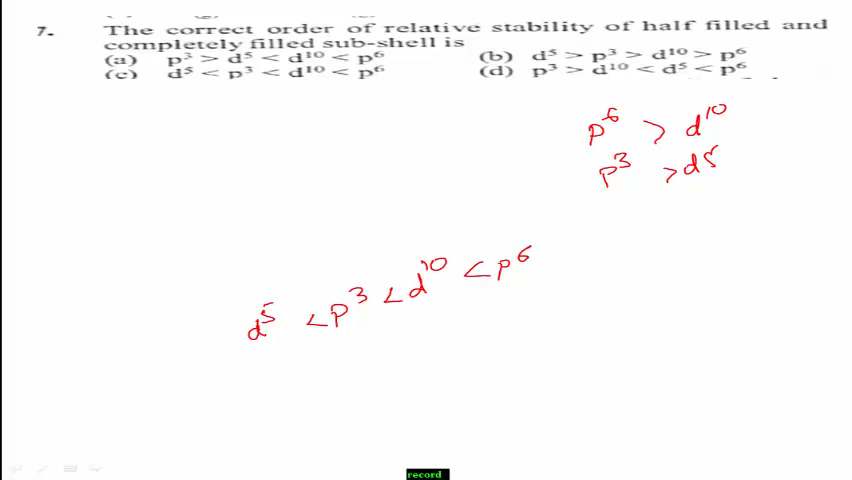 7. The correct order of relative stability of half filled and
completely filled sub-shell is
(a) p³ > d⁵ < d¹⁰ < p⁶ (b) d⁵ > p³ > d¹⁰ > p⁶
(c) d⁵ < p³ < d¹⁰ < p⁶ (d) p³ > d¹⁰ < d⁵ < p⁶
p⁶ > d¹⁰
p³ > d⁵
d⁵ < p³ < d¹⁰ < p⁶
record